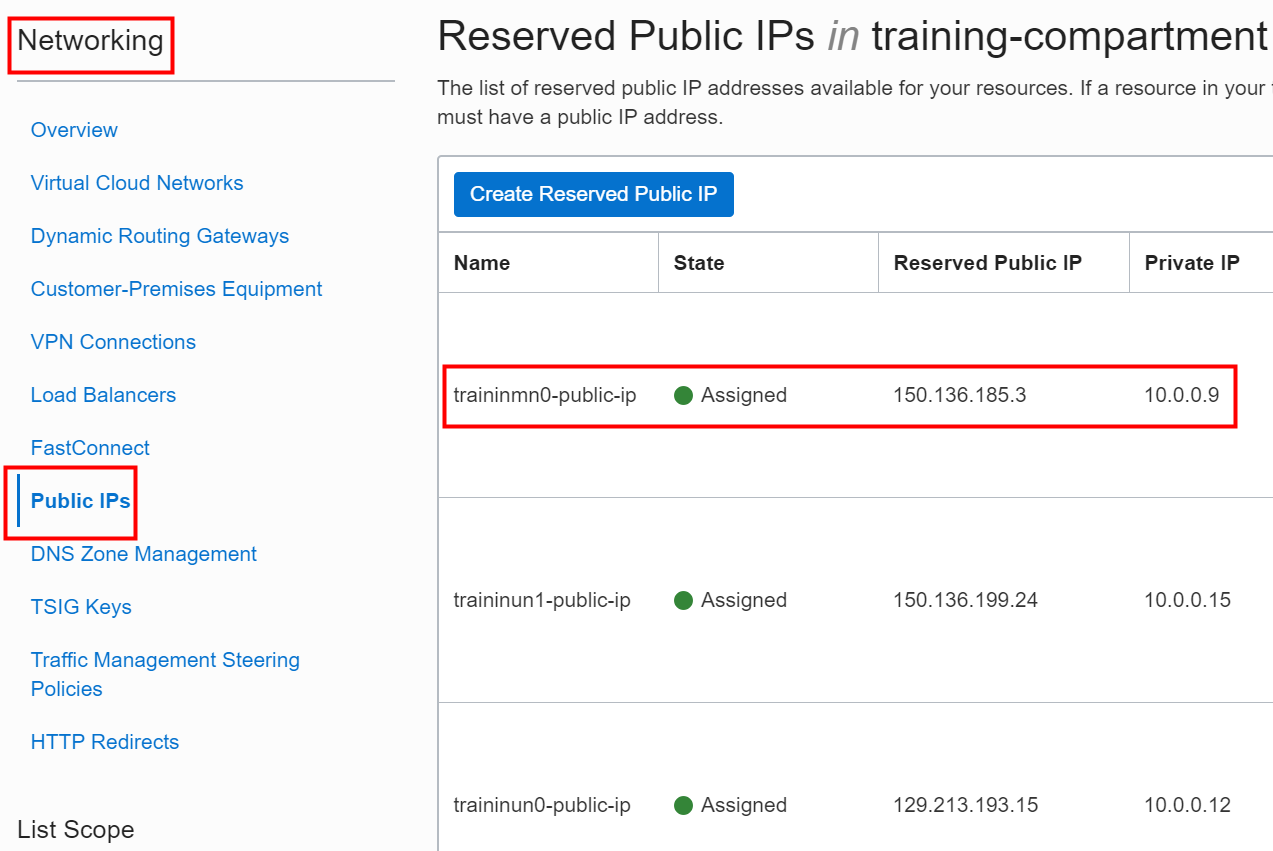 Networking
Overview
Virtual Cloud Networks
Dynamic Routing Gateways
Customer-Premises Equipment
VPN Connections
Load Balancers
FastConnect
Public IPs
DNS Zone Management
TSIG Keys
Traffic Management Steering
Policies
HTTP Redirects
List Scope
Reserved Public IPs in training-compartment
The list of reserved public IP addresses available for your resources. If a resource in your
must have a public IP address.
Create Reserved Public IP
Name State Reserved Public IP Private IP
traininmn0-public-ip Assigned 150.136.185.3 10.0.0.9
traininun1-public-ip Assigned 150.136.199.24 10.0.0.15
traininun0-public-ip Assigned 129.213.193.15 10.0.0.12